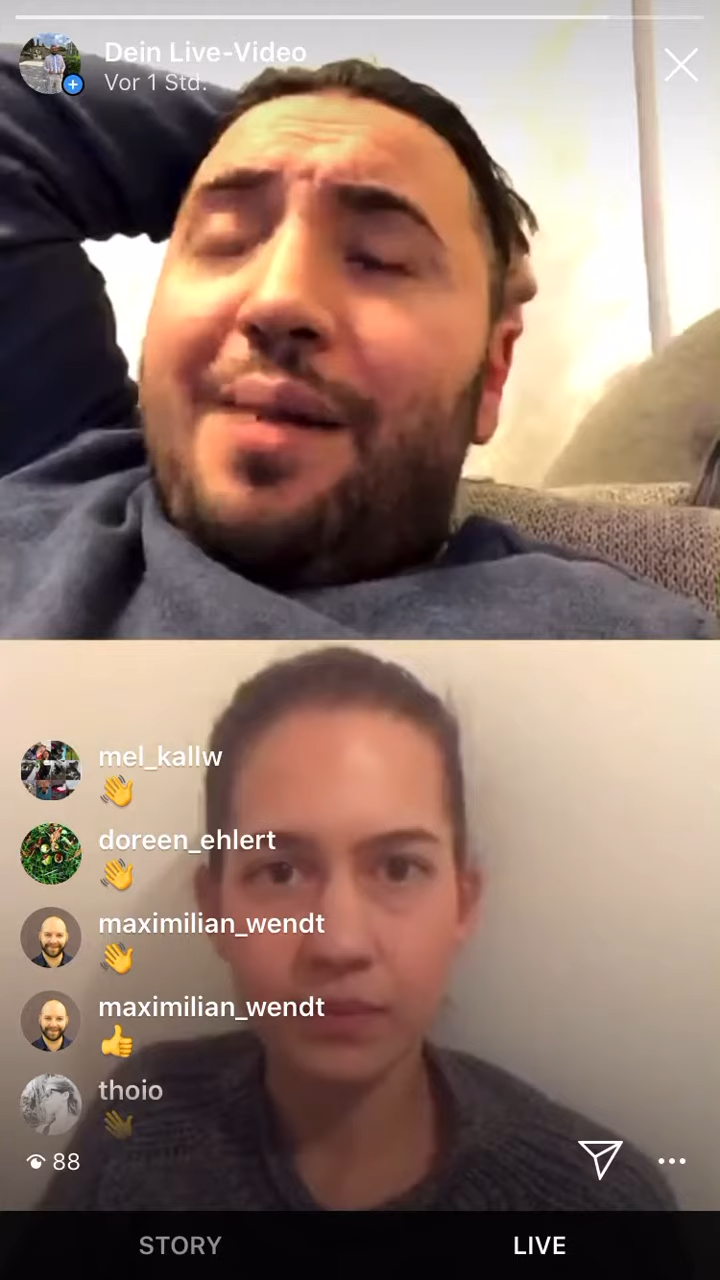 Dein Live-Video
Vor 1 Std.
mel_kallw
👋
doreen_ehlert
👋
maximilian_wendt
👋
maximilian_wendt
👍
thoio
👋
88
STORY
LIVE